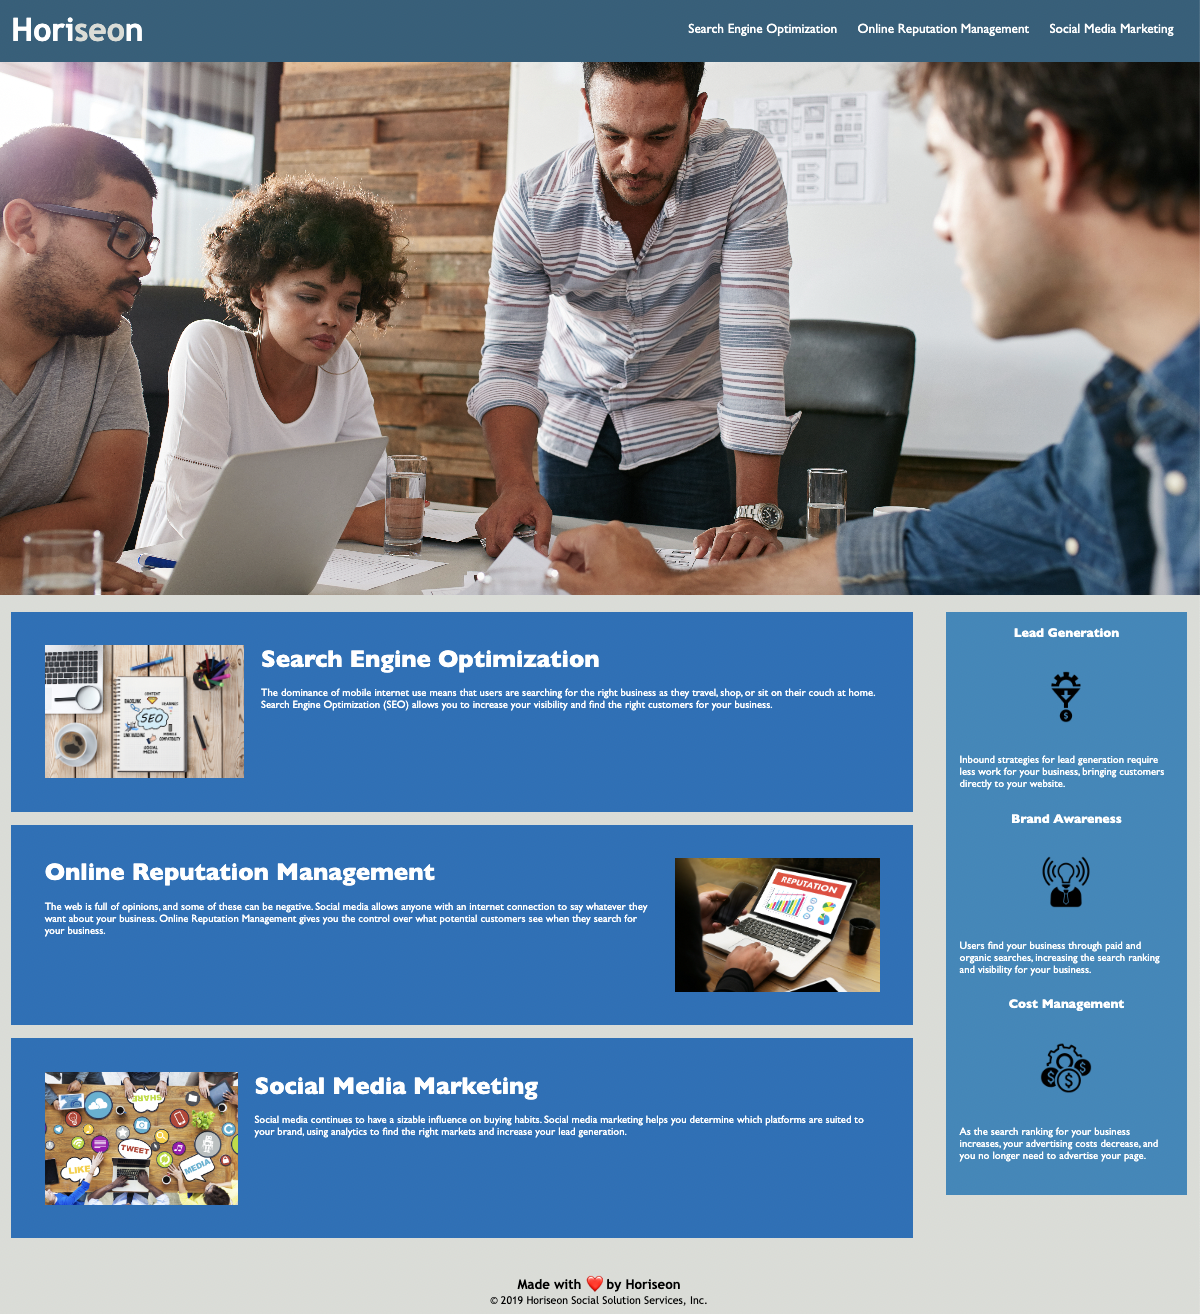 Horiseon
Search Engine Optimization Online Reputation Management Social Media Marketing
SEO
CONTENT
SOCIAL
MEDIA
Search Engine Optimization
The dominance of mobile internet use means that users are searching for the right business as they travel, shop, or sit on their couch at home.
Search Engine Optimization (SEO) allows you to increase your visibility and find the right customers for your business.
Online Reputation Management
The web is full of opinions, and some of these can be negative. Social media allows anyone with an internet connection to say whatever they
want about your business. Online Reputation Management gives you the control over what potential customers see when they search for
your business.
REPUTATION
SHARE
TWEET
LIKE
MEDIA
Social Media Marketing
Social media continues to have a sizable influence on buying habits. Social media marketing helps you determine which platforms are suited to
your brand, using analytics to find the right markets and increase your lead generation.
Lead Generation
$
Inbound strategies for lead generation require
less work for your business, bringing customers
directly to your website.
Brand Awareness
Users find your business through paid and
organic searches, increasing the search ranking
and visibility for your business.
Cost Management
$ $ $
As the search ranking for your business
increases, your advertising costs decrease, and
you no longer need to advertise your page.
Made with ❤️ by Horiseon
© 2019 Horiseon Social Solution Services, Inc.